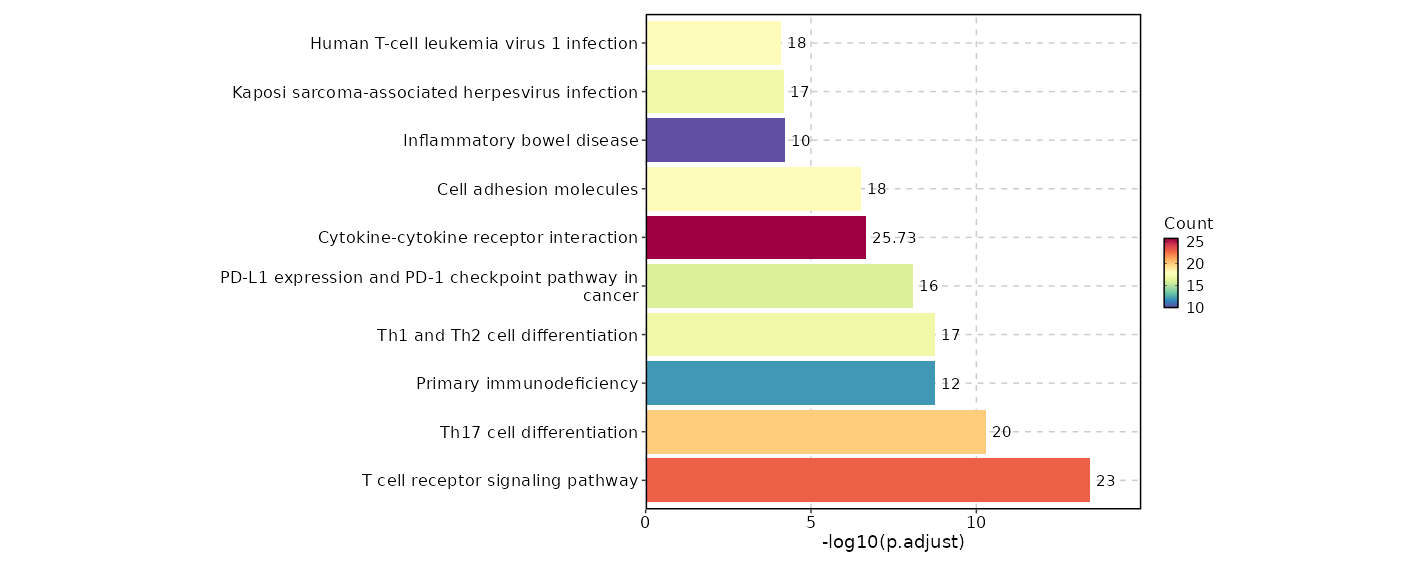 Human T-cell leukemia virus 1 infection 18
Kaposi sarcoma-associated herpesvirus infection 17
Inflammatory bowel disease 10
Cell adhesion molecules 18
Cytokine-cytokine receptor interaction 25.73
PD-L1 expression and PD-1 checkpoint pathway in
cancer 16
Th1 and Th2 cell differentiation 17
Primary immunodeficiency 12
Th17 cell differentiation 20
T cell receptor signaling pathway 23
0 5 10
-log10(p.adjust)
Count
25
20
15
10